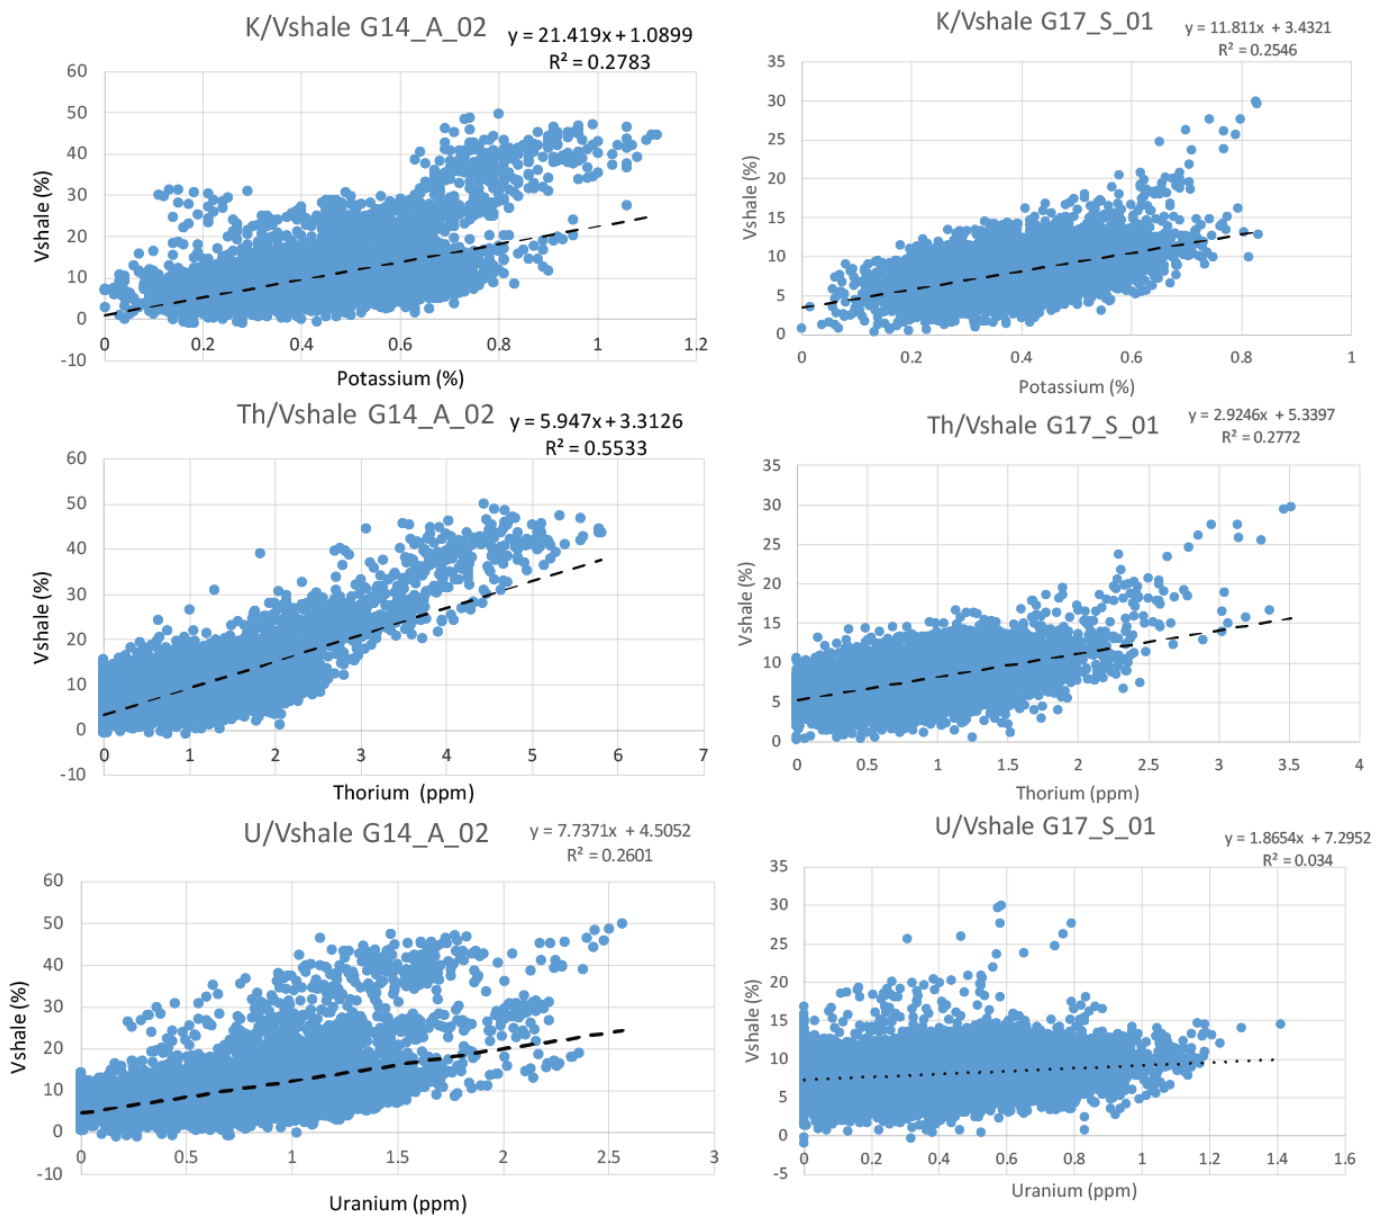 K/Vshale G14_A_02
y = 21.419x + 1.0899
R² = 0.2783
60
50
40
30
20
10
0
-10
Vshale (%)
0 0.2 0.4 0.6 0.8 1 1.2
Potassium (%)
K/Vshale G17_S_01
y = 11.811x + 3.4321
R² = 0.2546
35
30
25
20
15
10
5
0
Vshale (%)
0 0.2 0.4 0.6 0.8 1
Potassium (%)
Th/Vshale G14_A_02
y = 5.947x + 3.3126
R² = 0.5533
60
50
40
30
20
10
0
-10
Vshale (%)
0 1 2 3 4 5 6 7
Thorium (ppm)
Th/Vshale G17_S_01
y = 2.9246x + 5.3397
R² = 0.2772
35
30
25
20
15
10
5
0
Vshale (%)
0 0.5 1 1.5 2 2.5 3 3.5 4
Thorium (ppm)
U/Vshale G14_A_02
y = 7.7371x + 4.5052
R² = 0.2601
60
50
40
30
20
10
0
-10
Vshale (%)
0 0.5 1 1.5 2 2.5 3
Uranium (ppm)
U/Vshale G17_S_01
y = 1.8654x + 7.2952
R² = 0.034
35
30
25
20
15
10
5
0
-5
Vshale (%)
0 0.2 0.4 0.6 0.8 1 1.2 1.4 1.6
Uranium (ppm)